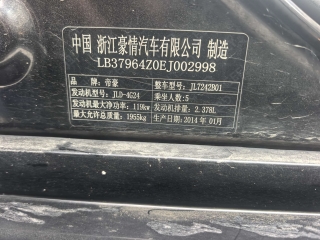 中国 浙江豪情汽车有限公司 制造
LB37964Z0EJ002998
品牌：帝豪 整车型号：JL7242B01
发动机型号：JLD-4G24 乘坐人数：5
发动机最大净功率：119kw 发动机排量：2.378L
最大允许总质量：1955kg 生产日期：2014 年 01月